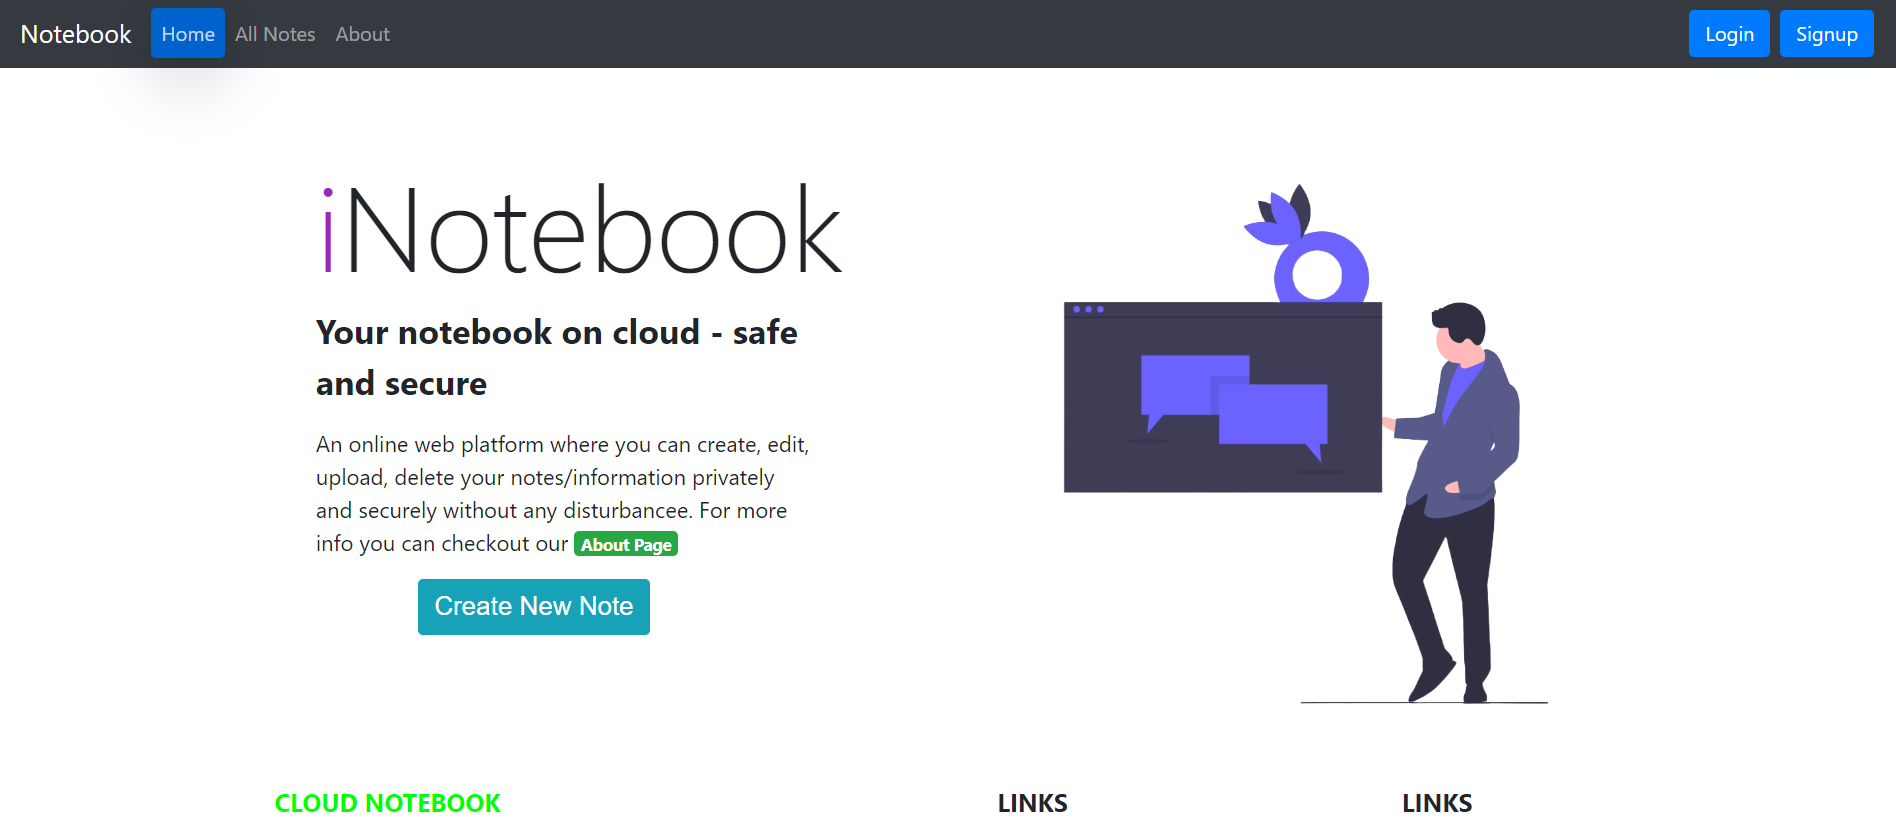 Notebook Home All Notes About Login Signup
iNotebook
Your notebook on cloud - safe
and secure
An online web platform where you can create, edit,
upload, delete your notes/information privately
and securely without any disturbancee. For more
info you can checkout our About Page
Create New Note
CLOUD NOTEBOOK LINKS LINKS